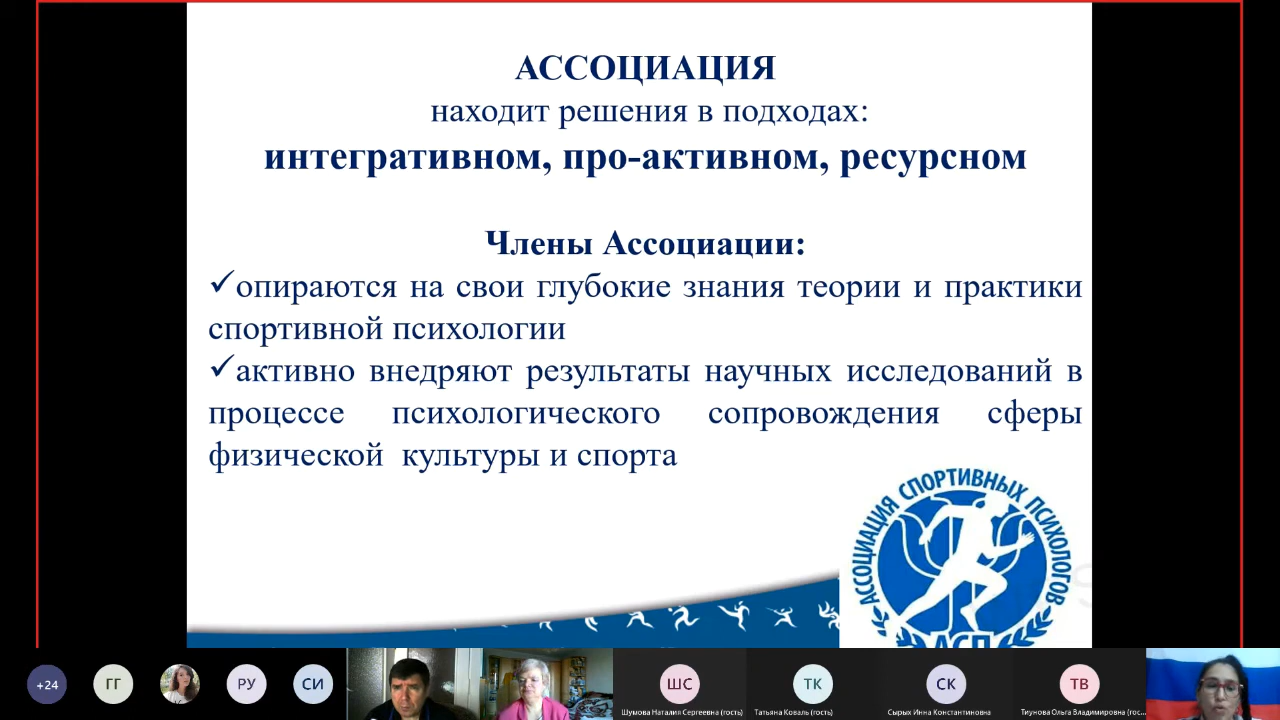 АССОЦИАЦИЯ
находит решения в подходах:
интегративном, про-активном, ресурсном
Члены Ассоциации:
✓опираются на свои глубокие знания теории и практики
спортивной психологии
✓активно внедряют результаты научных исследований в
процессе психологического сопровождения сферы
физической культуры и спорта
АССОЦИАЦИЯ СПОРТИВНЫХ ПСИХОЛОГОВ
АСП
+24
ГГ
РУ
СИ
ШС
ТК
СК
ТВ
Шумова Наталия Сергеевна (гость)
Татьяна Коваль (гость)
Сырых Инна Константиновна
Тиунова Ольга Владимировна (гос...